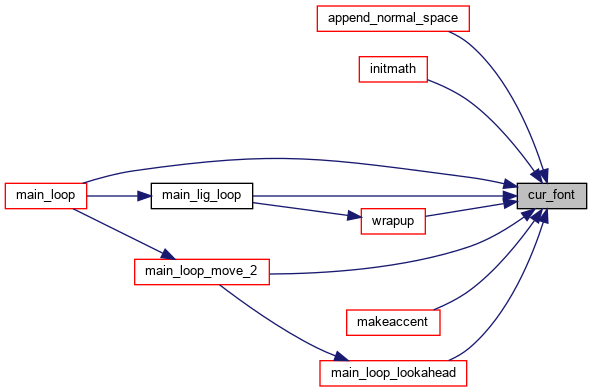 append_normal_space
initmath
main_loop
main_lig_loop
cur_font
wrapup
main_loop_move_2
makeaccent
main_loop_lookahead